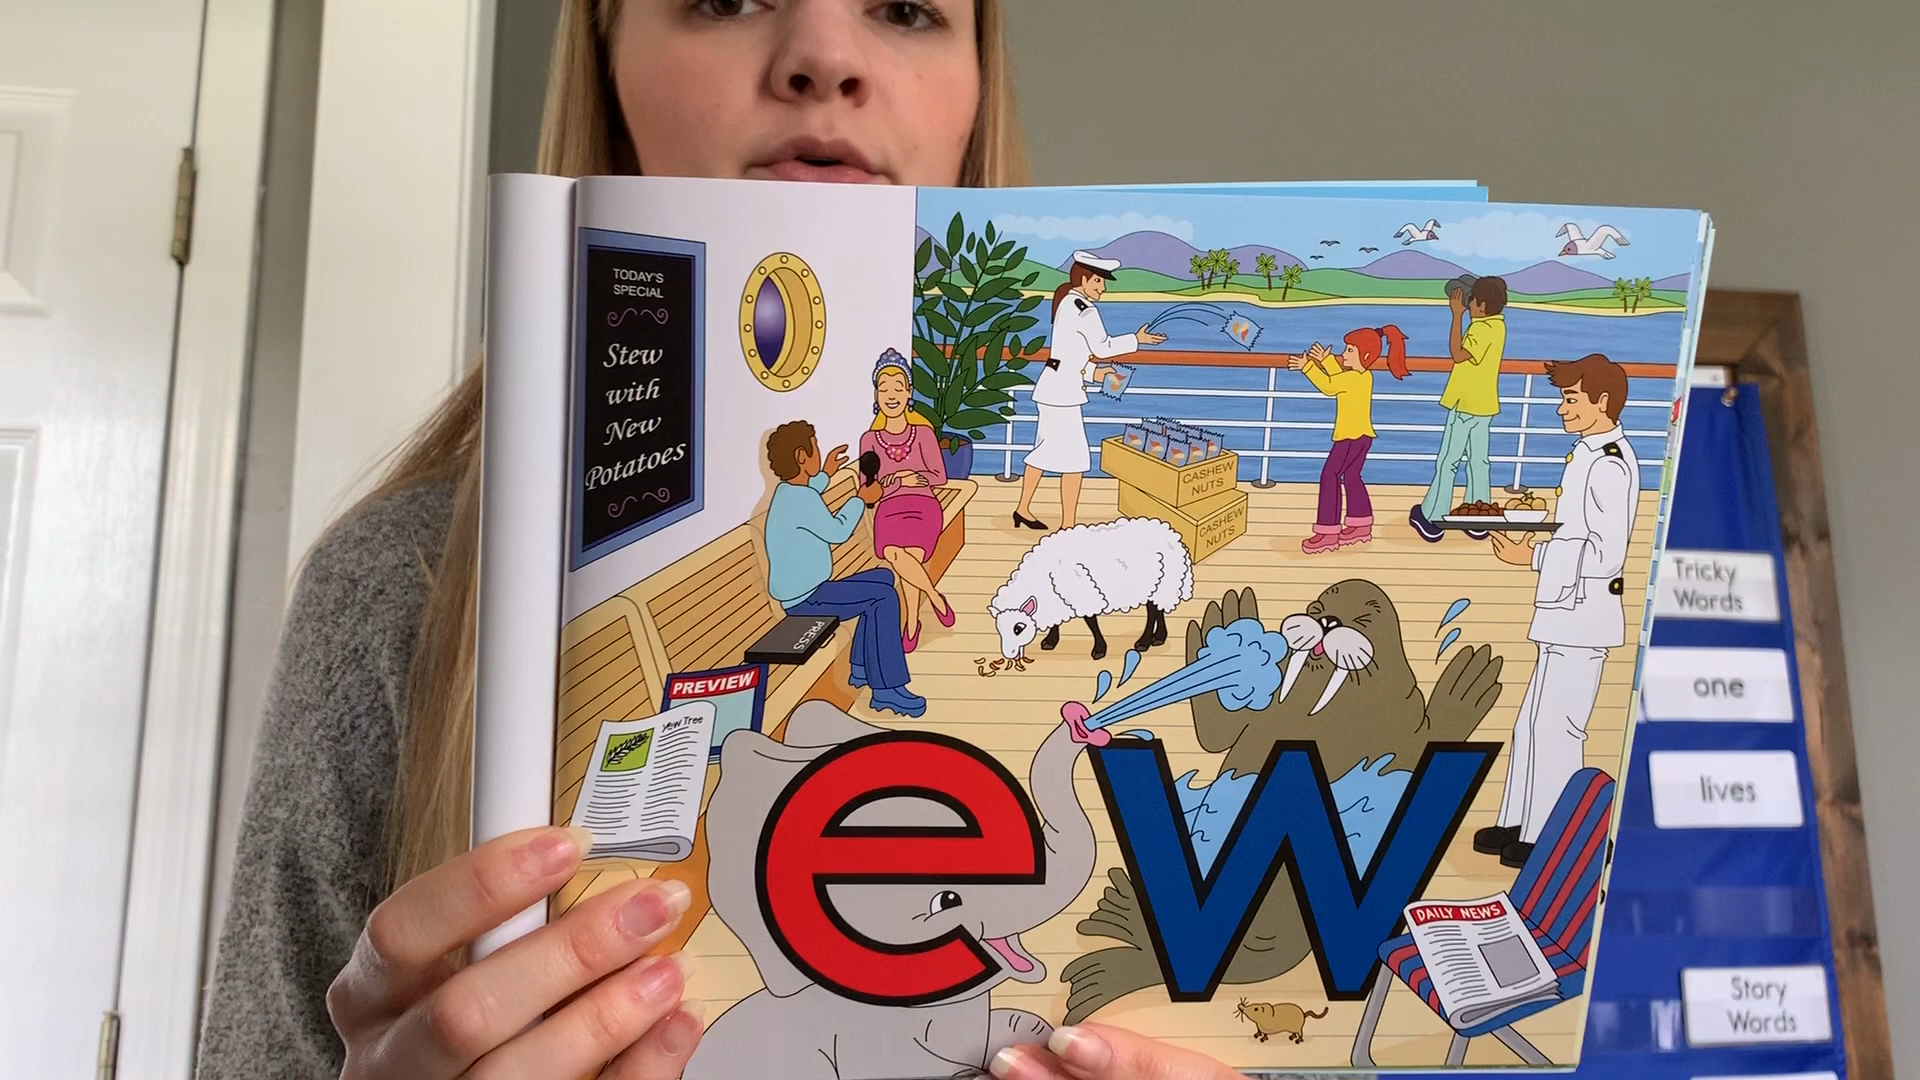 TODAY'S
SPECIAL
Stew
with
New
Potatoes
CASHEW
NUTS
CASHEW
NUTS
PRESS
PREVIEW
Yew Tree
ew
DAILY NEWS
Tricky
Words
one
lives
Story
Words